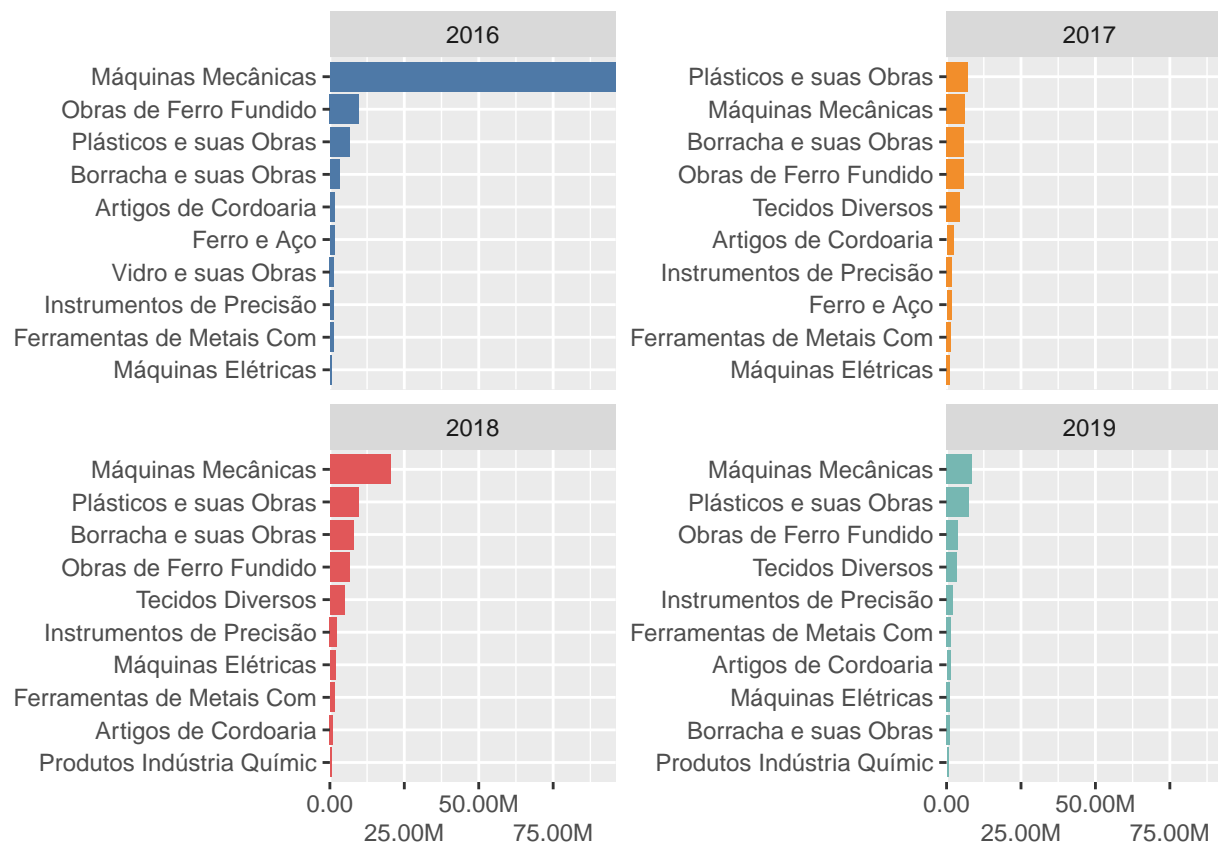 2016
Máquinas Mecânicas
Obras de Ferro Fundido
Plásticos e suas Obras
Borracha e suas Obras
Artigos de Cordoaria
Ferro e Aço
Vidro e suas Obras
Instrumentos de Precisão
Ferramentas de Metais Com
Máquinas Elétricas
2017
Plásticos e suas Obras
Máquinas Mecânicas
Borracha e suas Obras
Obras de Ferro Fundido
Tecidos Diversos
Artigos de Cordoaria
Instrumentos de Precisão
Ferro e Aço
Ferramentas de Metais Com
Máquinas Elétricas
2018
Máquinas Mecânicas
Plásticos e suas Obras
Borracha e suas Obras
Obras de Ferro Fundido
Tecidos Diversos
Instrumentos de Precisão
Máquinas Elétricas
Ferramentas de Metais Com
Artigos de Cordoaria
Produtos Indústria Químic
0.00 50.00M
25.00M 75.00M
2019
Máquinas Mecânicas
Plásticos e suas Obras
Obras de Ferro Fundido
Tecidos Diversos
Instrumentos de Precisão
Ferramentas de Metais Com
Artigos de Cordoaria
Máquinas Elétricas
Borracha e suas Obras
Produtos Indústria Químic
0.00 50.00M
25.00M 75.00M